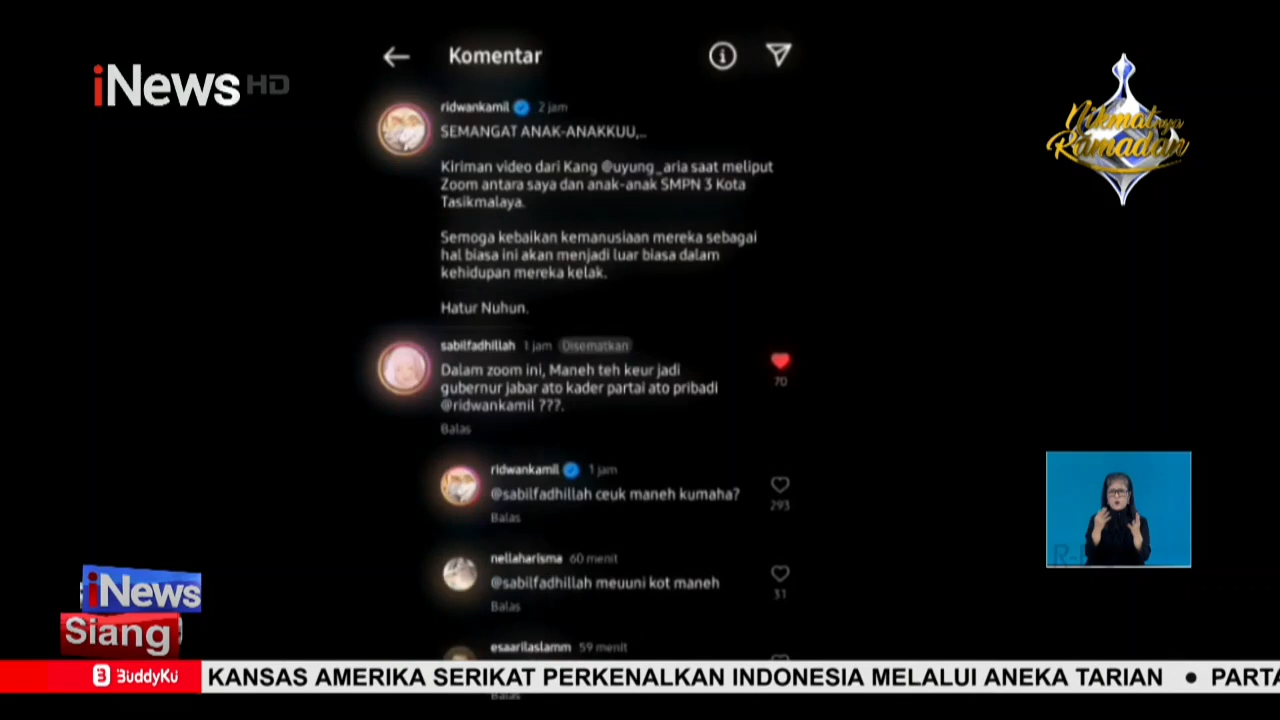 iNews HD
Nikmatnya
Ramadan
Komentar
ridwankamil 2 jam
SEMANGAT ANAK-ANAKKUU,..
Kiriman video dari Kang @uyung_aria saat meliput
Zoom antara saya dan anak-anak SMPN 3 Kota
Tasikmalaya.
Semoga kebaikan kemanusiaan mereka sebagai
hal biasa ini akan menjadi luar biasa dalam
kehidupan mereka kelak.
Hatur Nuhun.
sabilfadhillah 1 jam Disematkan
Dalam zoom ini, Maneh teh keur jadi
gubernur jabar ato kader partai ato pribadi
@ridwankamil ???.
70
Balas
ridwankamil 1 jam
@sabilfadhillah ceuk maneh kumaha?
293
Balas
nellaharisma 60 menit
@sabilfadhillah meuuni kot maneh
31
Balas
esaarilaslamm 59 menit
Balas
iNews
Siang
BuddyKu
KANSAS AMERIKA SERIKAT PERKENALKAN INDONESIA MELALUI ANEKA TARIAN • PARTA